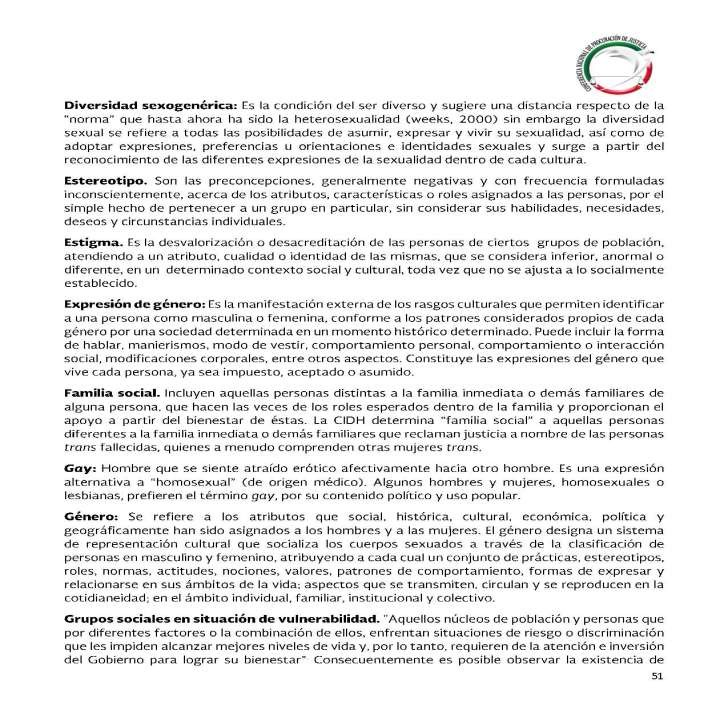 CONFERENCIA NACIONAL DE PROCURACIÓN DE JUSTICIA
Diversidad sexogenérica: Es la condición del ser diverso y sugiere una distancia respecto de la
"norma" que hasta ahora ha sido la heterosexualidad (weeks, 2000) sin embargo la diversidad
sexual se refiere a todas las posibilidades de asumir, expresar y vivir su sexualidad, así como de
adoptar expresiones, preferencias u orientaciones e identidades sexuales y surge a partir del
reconocimiento de las diferentes expresiones de la sexualidad dentro de cada cultura.
Estereotipo. Son las preconcepciones, generalmente negativas y con frecuencia formuladas
inconscientemente, acerca de los atributos, características o roles asignados a las personas, por el
simple hecho de pertenecer a un grupo en particular, sin considerar sus habilidades, necesidades,
deseos y circunstancias individuales.
Estigma. Es la desvalorización o desacreditación de las personas de ciertos grupos de población,
atendiendo a un atributo, cualidad o identidad de las mismas, que se considera inferior, anormal o
diferente, en un determinado contexto social y cultural, toda vez que no se ajusta a lo socialmente
establecido.
Expresión de género: Es la manifestación externa de los rasgos culturales que permiten identificar
a una persona como masculina o femenina, conforme a los patrones considerados propios de cada
género por una sociedad determinada en un momento histórico determinado. Puede incluir la forma
de hablar, manierismos, modo de vestir, comportamiento personal, comportamiento o interacción
social, modificaciones corporales, entre otros aspectos. Constituye las expresiones del género que
vive cada persona, ya sea impuesto, aceptado o asumido.
Familia social. Incluyen aquellas personas distintas a la familia inmediata o demás familiares de
alguna persona, que hacen las veces de los roles esperados dentro de la familia y proporcionan el
apoyo a partir del bienestar de éstas. La CIDH determina "familia social" a aquellas personas
diferentes a la familia inmediata o demás familiares que reclaman justicia a nombre de las personas
trans fallecidas, quienes a menudo comprenden otras mujeres trans.
Gay: Hombre que se siente atraído erótico afectivamente hacia otro hombre. Es una expresión
alternativa a "homosexual" (de origen médico). Algunos hombres y mujeres, homosexuales o
lesbianas, prefieren el término gay, por su contenido político y uso popular.
Género: Se refiere a los atributos que social, histórica, cultural, económica, política y
geográficamente han sido asignados a los hombres y a las mujeres. El género designa un sistema
de representación cultural que socializa los cuerpos sexuados a través de la clasificación de
personas en masculino y femenino, atribuyendo a cada cual un conjunto de prácticas, estereotipos,
roles, normas, actitudes, nociones, valores, patrones de comportamiento, formas de expresar y
relacionarse en sus ámbitos de la vida; aspectos que se transmiten, circulan y se reproducen en la
cotidianeidad; en el ámbito individual, familiar, institucional y colectivo.
Grupos sociales en situación de vulnerabilidad. "Aquellos núcleos de población y personas que
por diferentes factores o la combinación de ellos, enfrentan situaciones de riesgo o discriminación
que les impiden alcanzar mejores niveles de vida y, por lo tanto, requieren de la atención e inversión
del Gobierno para lograr su bienestar" Consecuentemente es posible observar la existencia de
51